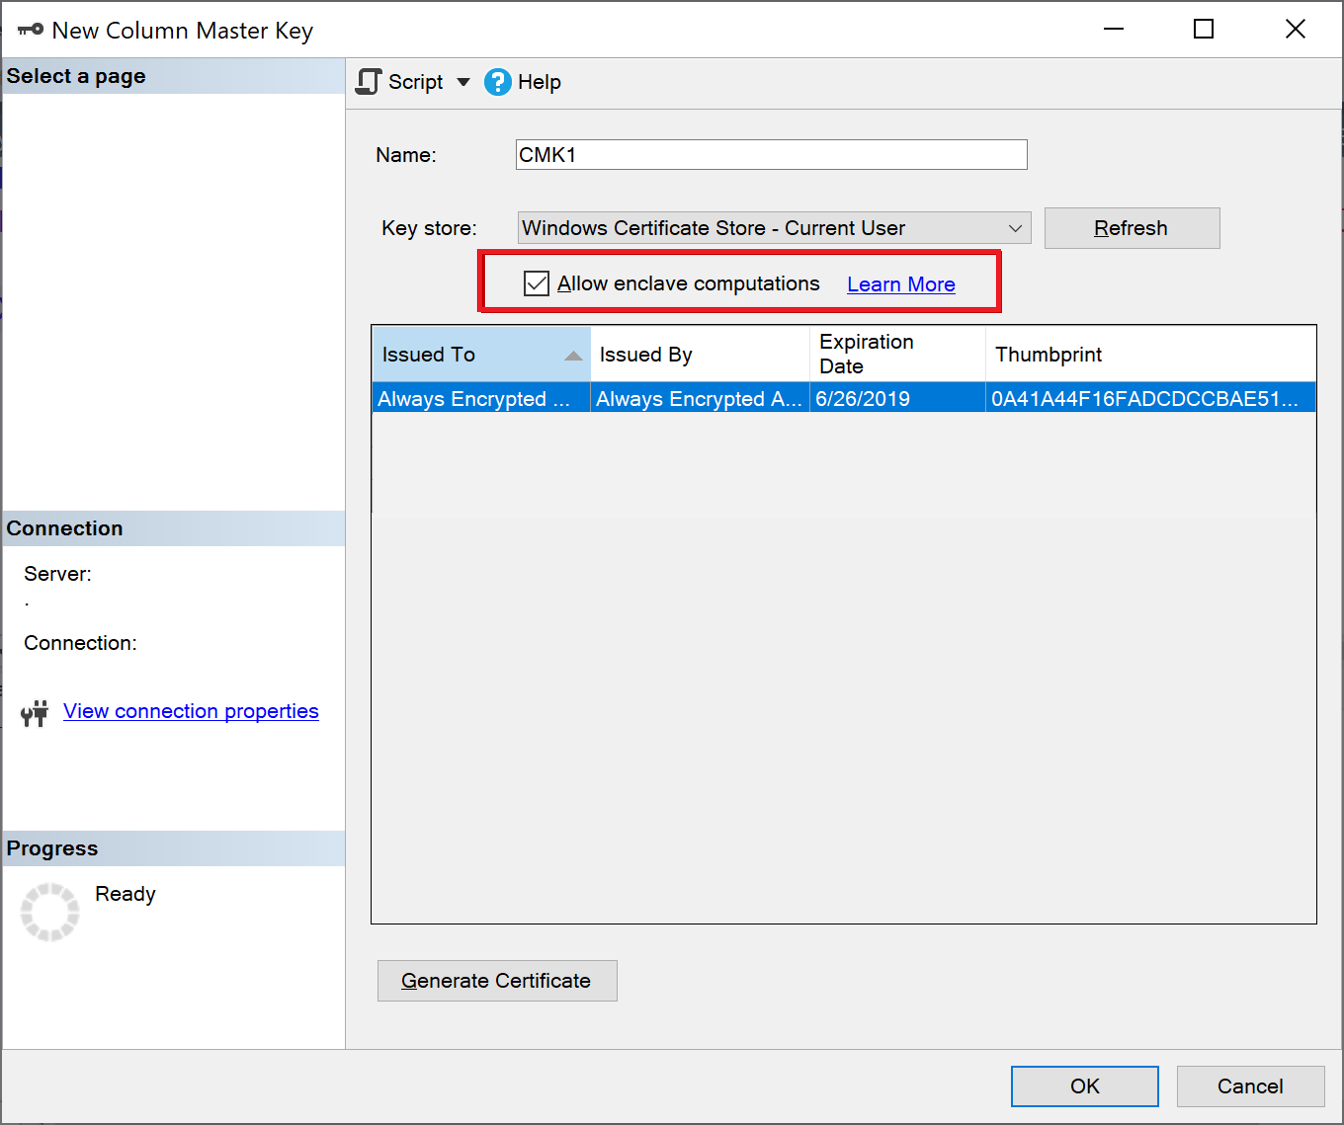 New Column Master Key
Select a page
Script
Help
Name:
CMK1
Key store:
Windows Certificate Store - Current User
Refresh
Allow enclave computations
Learn More
Issued To
Issued By
Expiration
Date
Thumbprint
Always Encrypted ...
Always Encrypted A...
6/26/2019
0A41A44F16FADCDCCBAE51...
Connection
Server:
.
Connection:
View connection properties
Progress
Ready
Generate Certificate
OK
Cancel